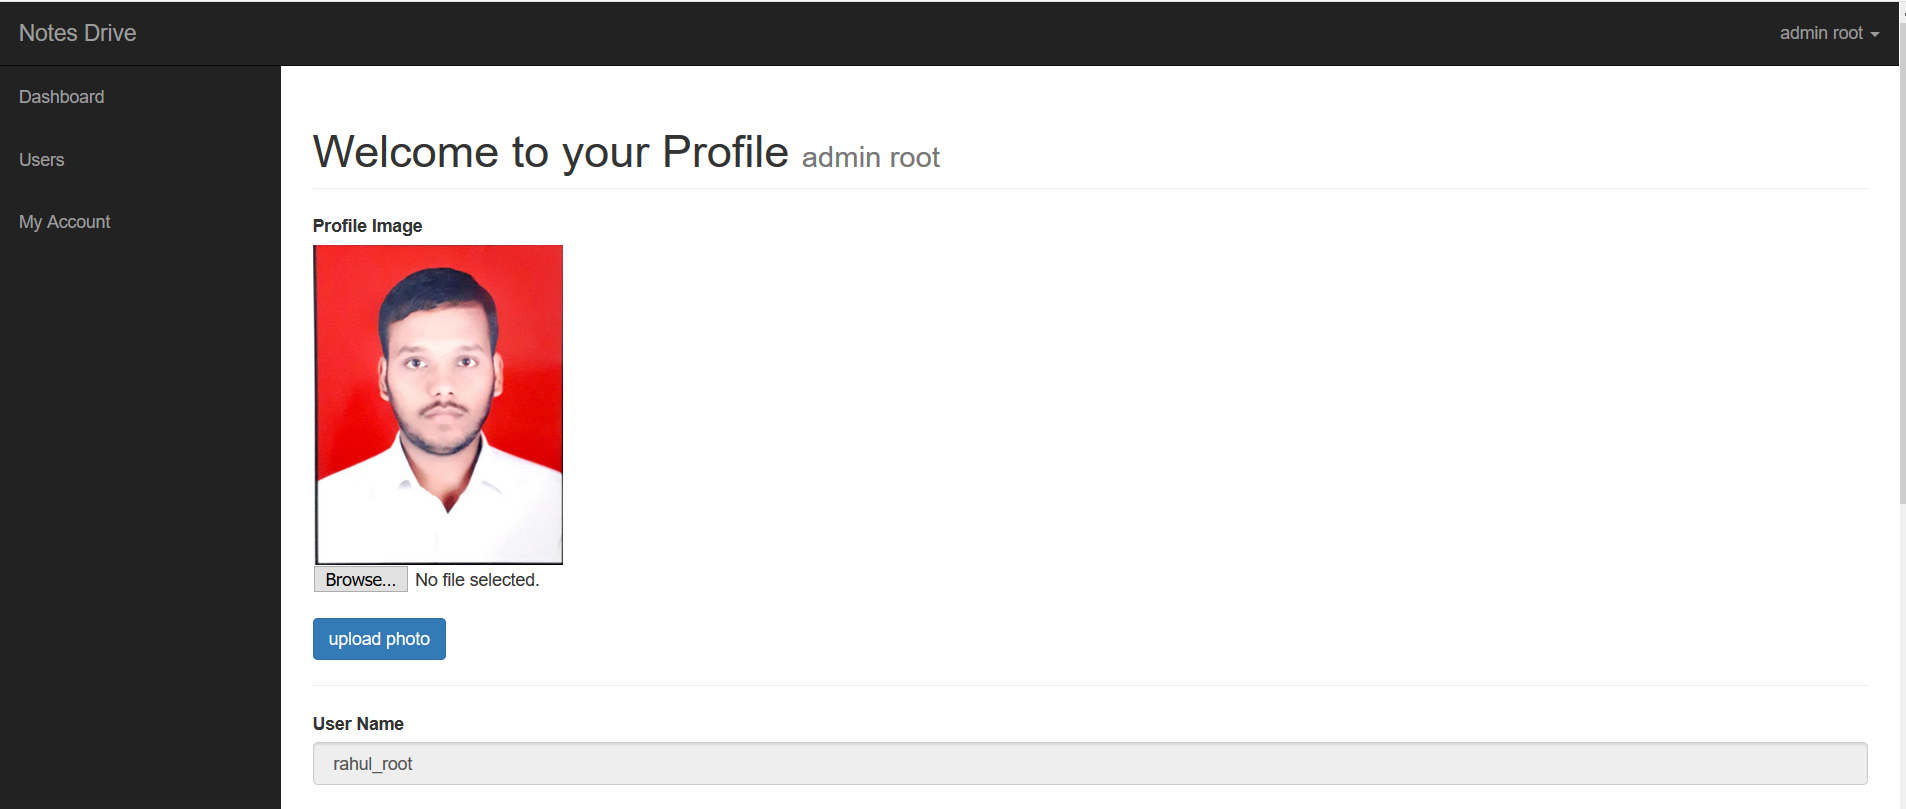 Notes Drive
admin root
Dashboard
Users
My Account
Welcome to your Profile admin root
Profile Image
Browse... No file selected.
upload photo
User Name
rahul_root